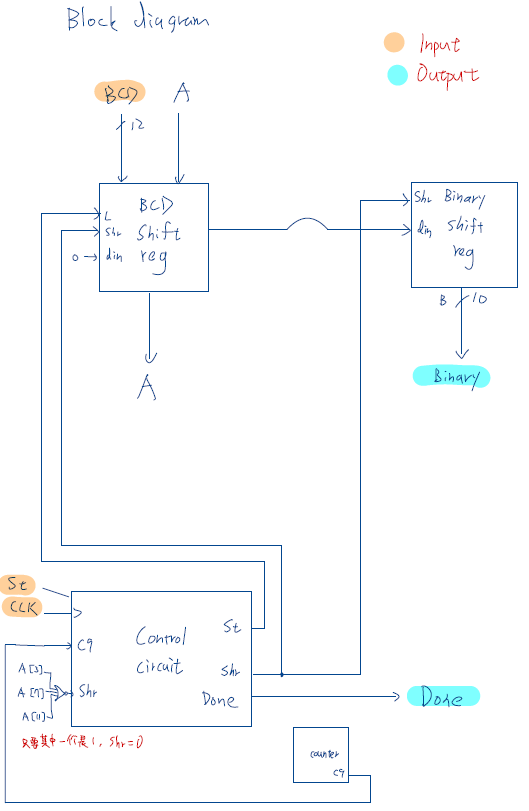 Block diagram
Input
Output
BCD
A
12
L
BCD
Shr
Shift
0
din
reg
Shr
Binary
din
shift
reg
B
10
A
Binary
St
CLK
C9
Control
circuit
St
Shr
Done
A[3]
A[7]
A[11]
Shr
Done
只要其中一個是1, Shr=0
counter
C9